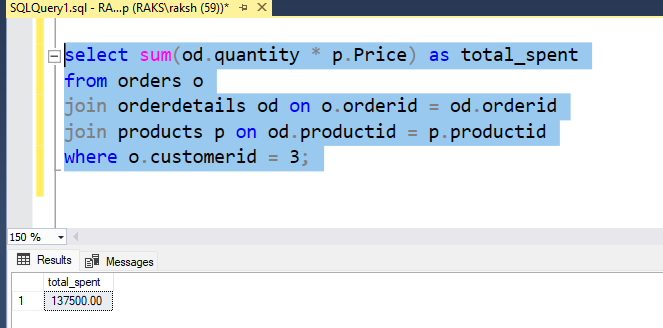 SQLQuery1.sql - RA...p (RAKS\raksh (59))*
select sum(od.quantity * p.Price) as total_spent
from orders o
join orderdetails od on o.orderid = od.orderid
join products p on od.productid = p.productid
where o.customerid = 3;
150 %
Results Messages
total_spent
1 137500.00